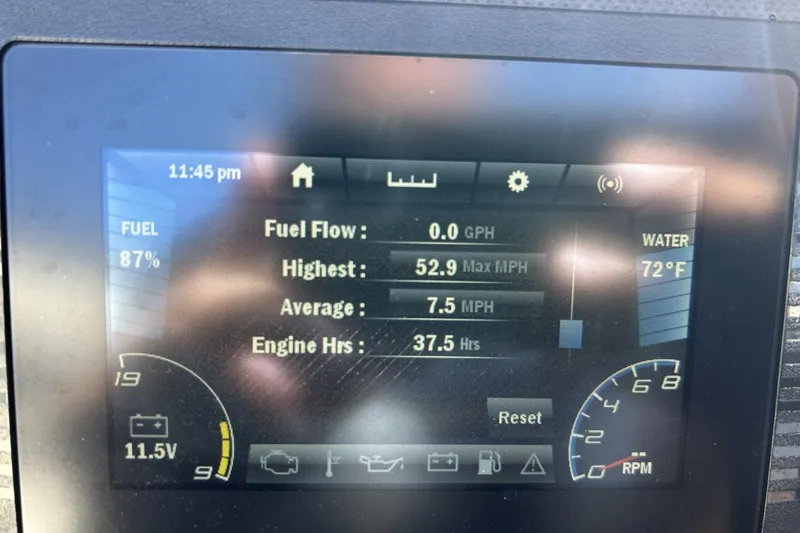 11:45 pm
FUEL
87%
Fuel Flow : 0.0 GPH
Highest : 52.9 Max MPH
Average : 7.5 MPH
Engine Hrs : 37.5 Hrs
WATER
72°F
Reset
19
11.5V
9
8
6
4
2
0
--
RPM